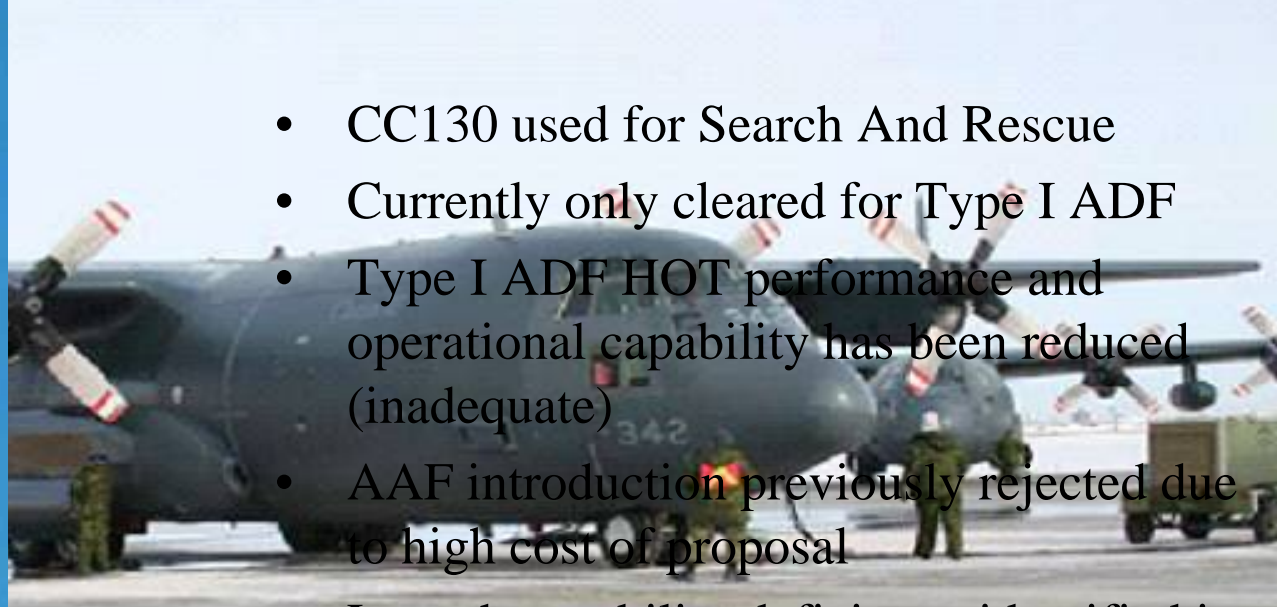 • CC130 used for Search And Rescue
• Currently only cleared for Type I ADF
• Type I ADF HOT performance and
operational capability has been reduced
(inadequate)
• AAF introduction previously rejected due
to high cost of proposal
342